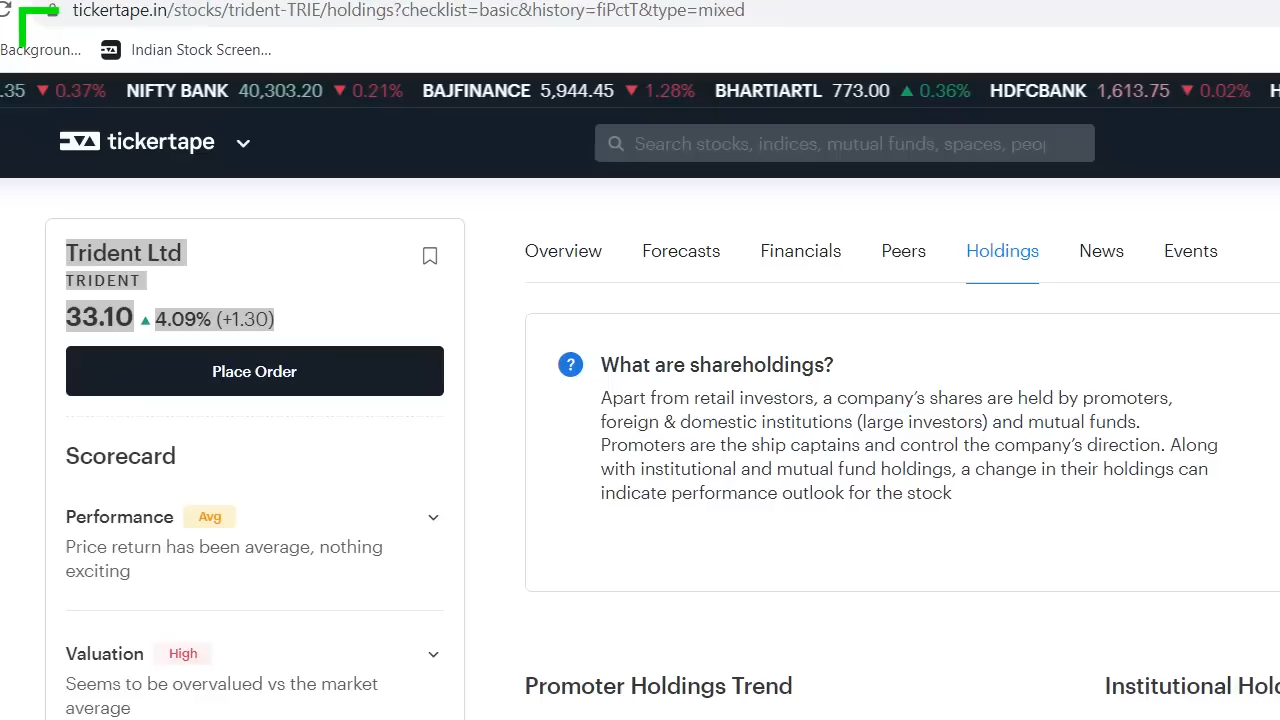 tickertape.in/stocks/trident-TRIE/holdings?checklist=basic&history=fiPctT&type=mixed
Backgroun... Indian Stock Screen...
.35 ▼ 0.37% NIFTY BANK 40,303.20 ▼ 0.21% BAJFINANCE 5,944.45 ▼ 1.28% BHARTIARTL 773.00 ▲ 0.36% HDFCBANK 1,613.75 ▼ 0.02% H
tickertape
Search stocks, indices, mutual funds, spaces, peop
Trident Ltd
TRIDENT
33.10 ▲ 4.09% (+1.30)
Place Order
Scorecard
Performance Avg
Price return has been average, nothing
exciting
Valuation High
Seems to be overvalued vs the market
average
Overview Forecasts Financials Peers Holdings News Events
? What are shareholdings?
Apart from retail investors, a company’s shares are held by promoters,
foreign & domestic institutions (large investors) and mutual funds.
Promoters are the ship captains and control the company’s direction. Along
with institutional and mutual fund holdings, a change in their holdings can
indicate performance outlook for the stock
Promoter Holdings Trend
Institutional Hol